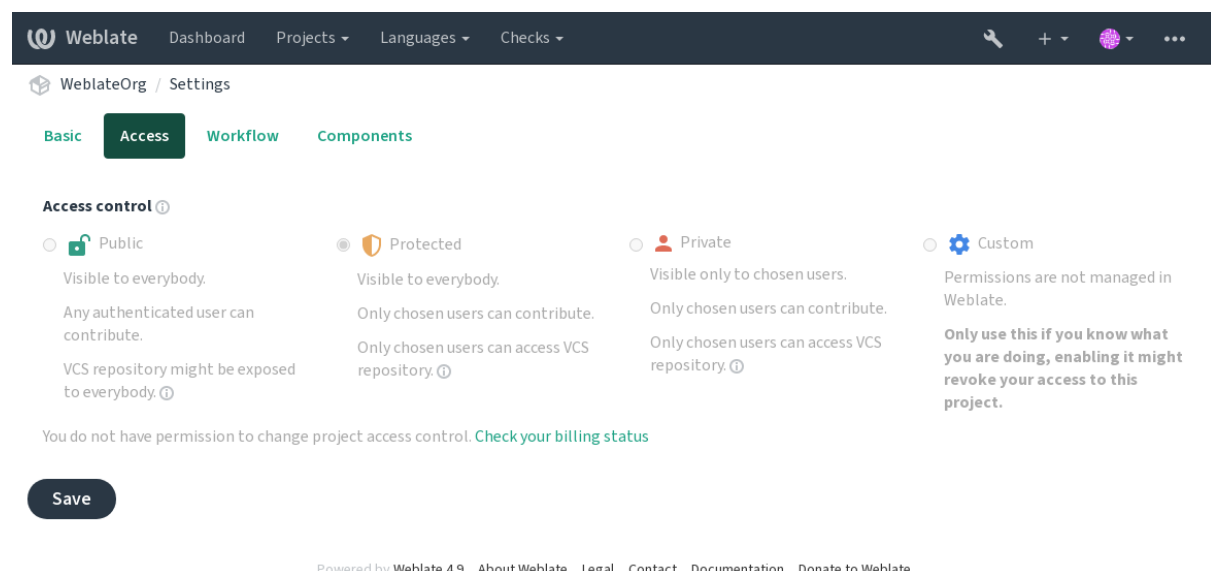 Weblate Dashboard Projects Languages Checks
WeblateOrg / Settings
Basic Access Workflow Components
Access control
Public
Visible to everybody.
Any authenticated user can
contribute.
VCS repository might be exposed
to everybody.
Protected
Visible to everybody.
Only chosen users can contribute.
Only chosen users can access VCS
repository.
Private
Visible only to chosen users.
Only chosen users can contribute.
Only chosen users can access VCS
repository.
Custom
Permissions are not managed in
Weblate.
Only use this if you know what
you are doing, enabling it might
revoke your access to this
project.
You do not have permission to change project access control. Check your billing status
Save
Powered by Weblate 4.9 About Weblate Legal Contact Documentation Donate to Weblate